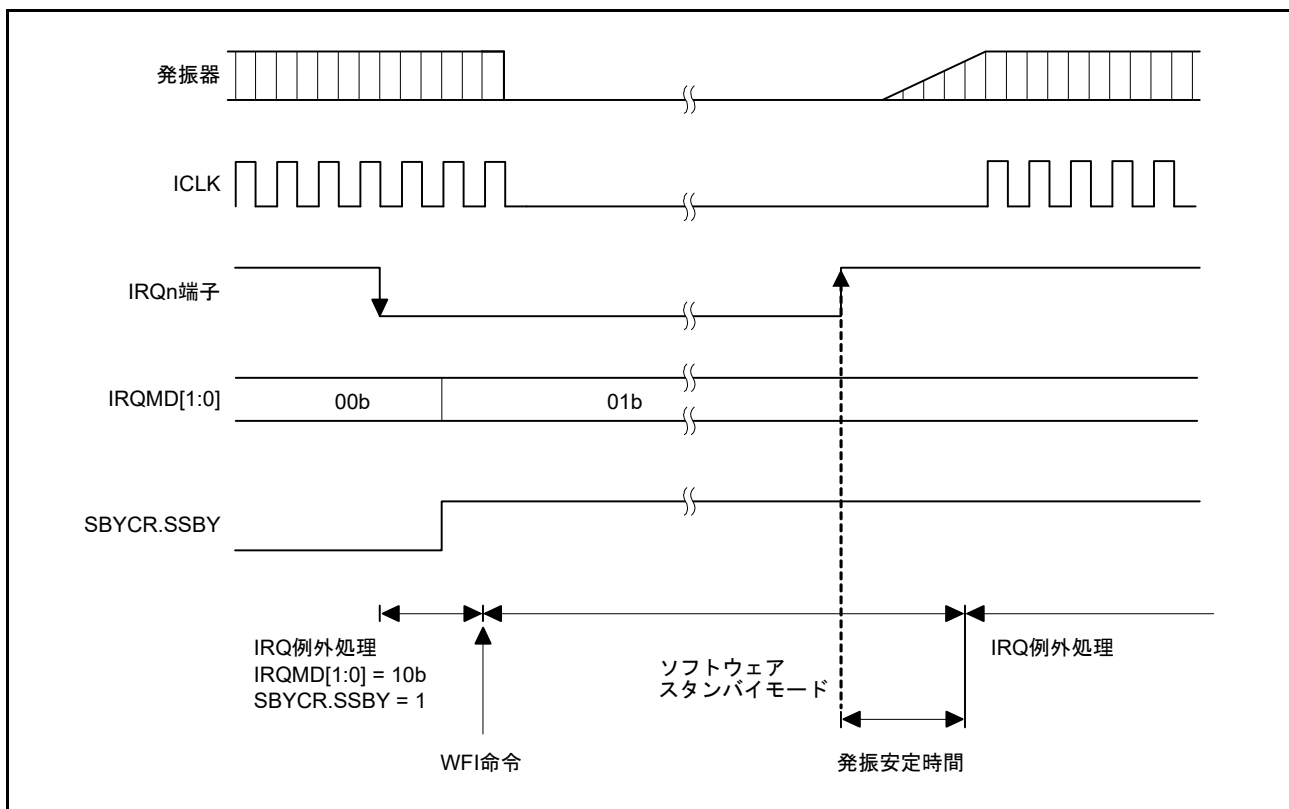 発振器
ICLK
IRQn端子
IRQMD[1:0]
00b
01b
SBYCR.SSBY
IRQ例外処理
IRQMD[1:0] = 10b
SBYCR.SSBY = 1
ソフトウェア
スタンバイモード
IRQ例外処理
WFI命令
発振安定時間